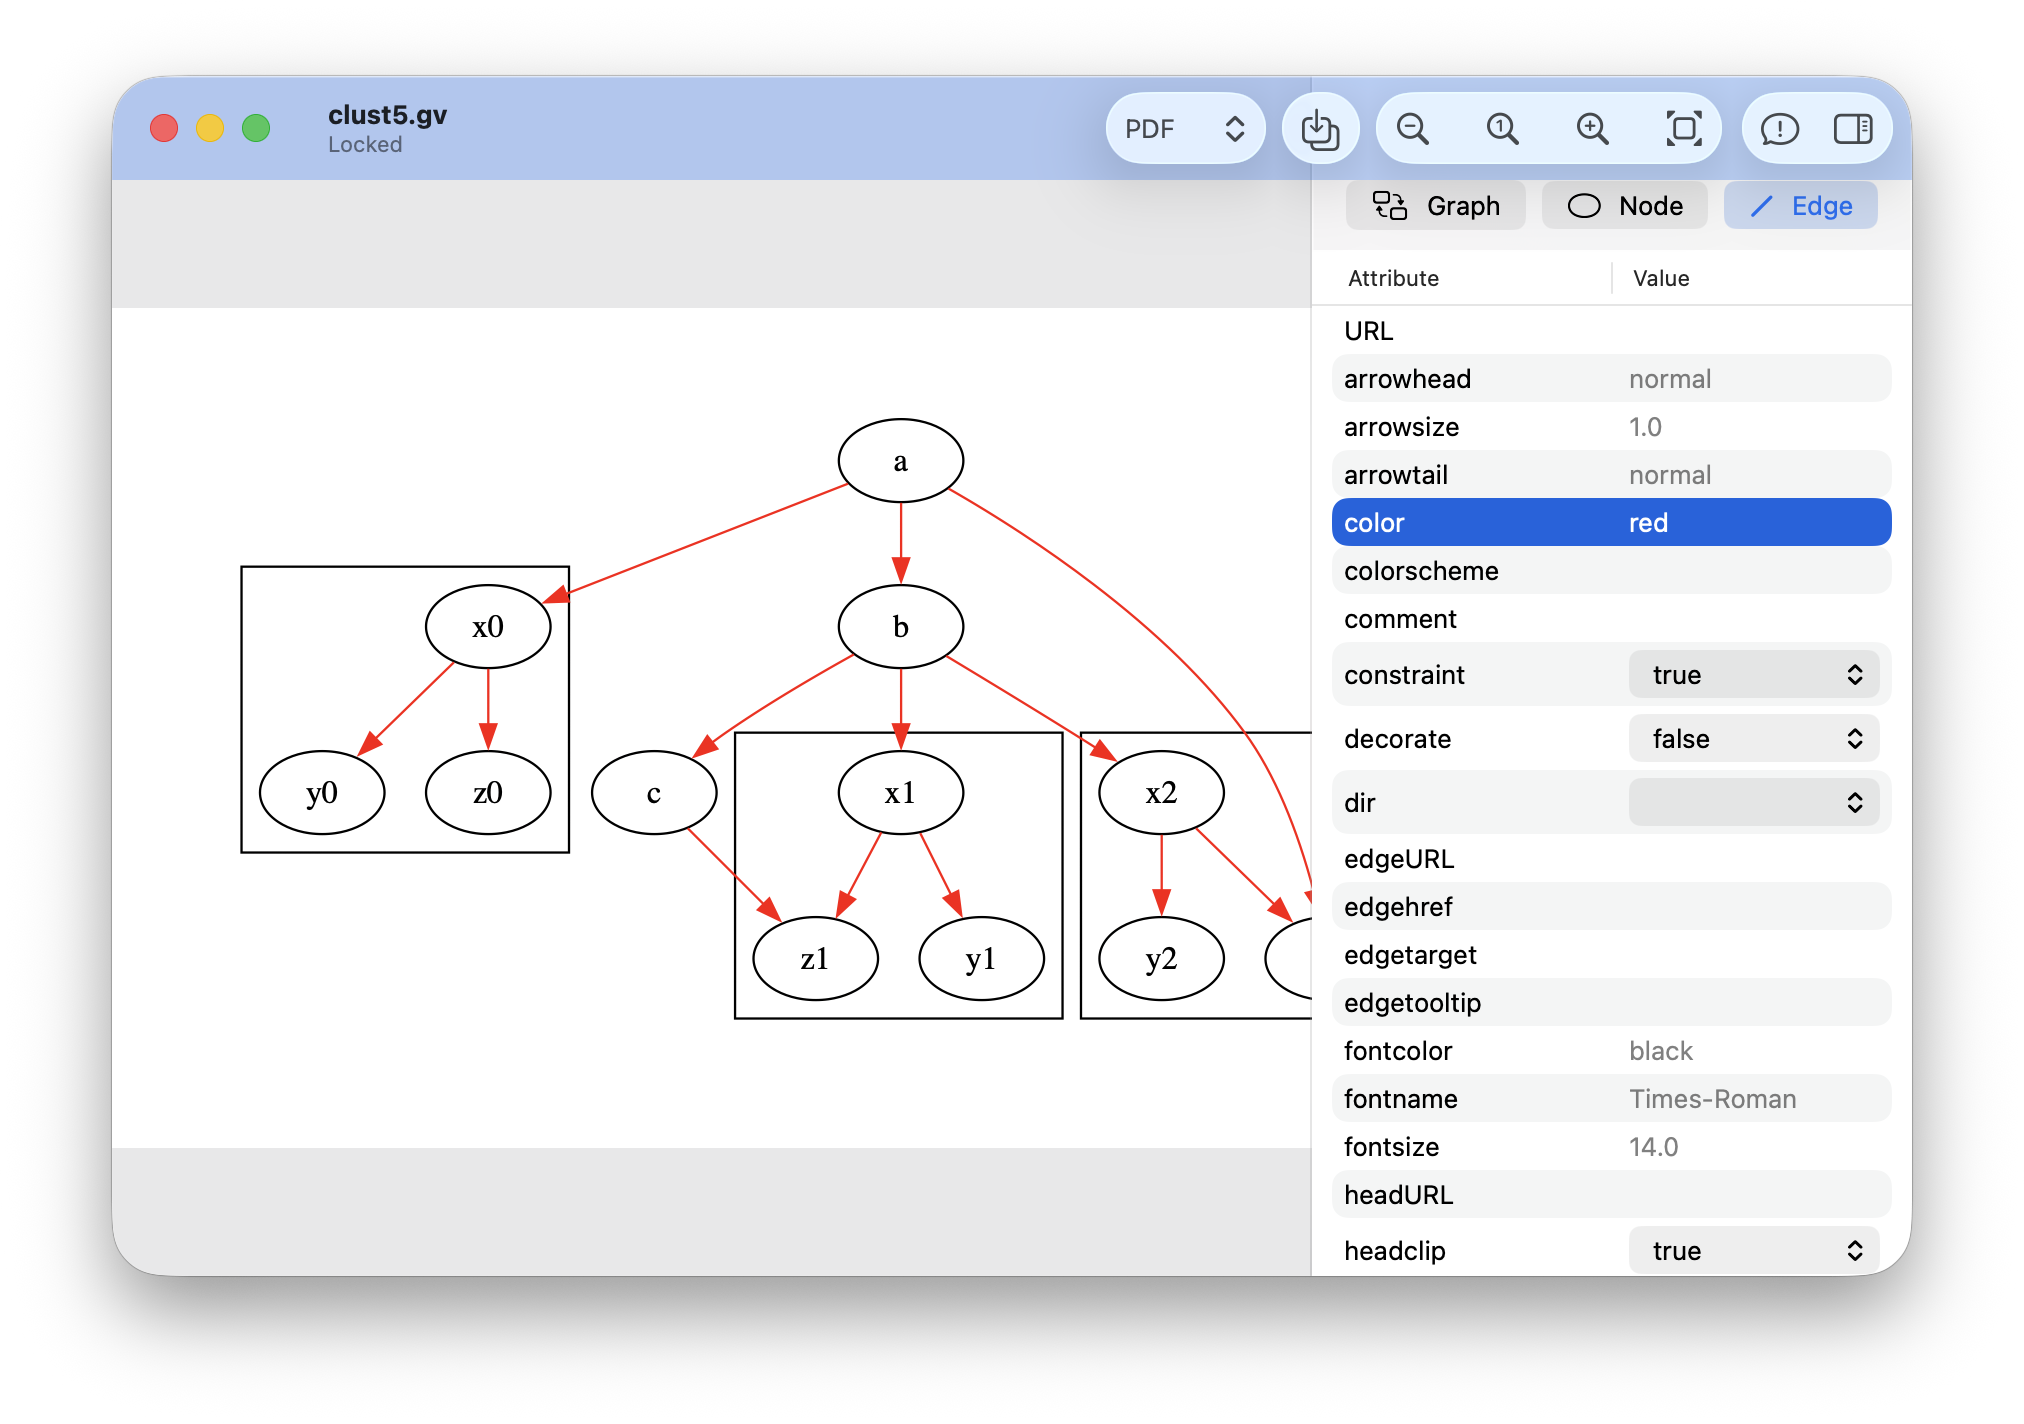 clust5.gv
Locked
PDF
1
Graph
Node
Edge
Attribute Value
URL
arrowhead normal
arrowsize 1.0
arrowtail normal
color red
colorscheme
comment
constraint true
decorate false
dir
edgeURL
edgehref
edgetarget
edgetooltip
fontcolor black
fontname Times-Roman
fontsize 14.0
headURL
headclip true
a
x0
b
y0
z0
c
x1
x2
z1
y1
y2